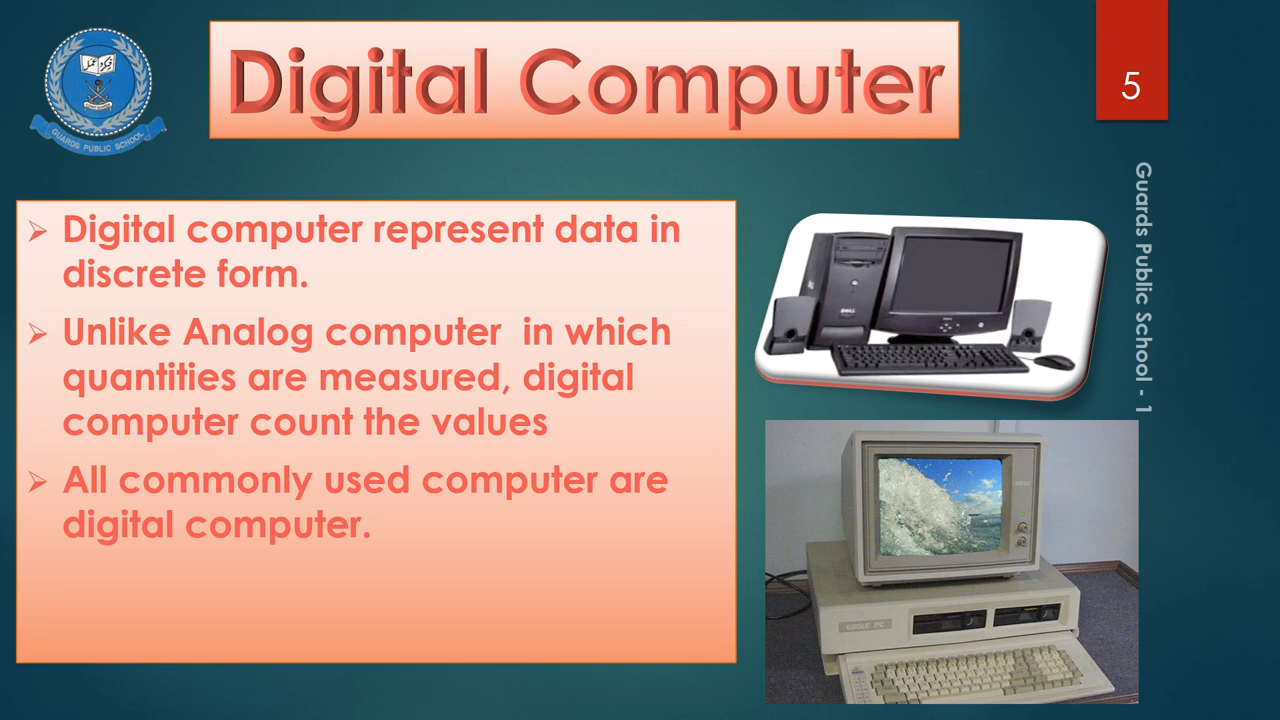 Digital Computer
5
GUARDS PUBLIC SCHOOL
Guards Public School - 1
➢ Digital computer represent data in
discrete form.
➢ Unlike Analog computer in which
quantities are measured, digital
computer count the values
➢ All commonly used computer are
digital computer.
DELL
EAGLE PC